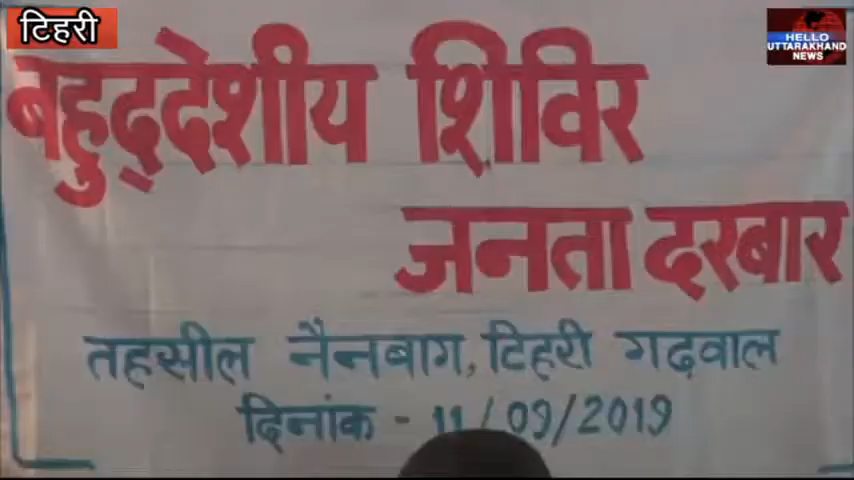 टिहरी
HELLO
UTTARAKHAND
NEWS
बहुद्देशीय शिविर
जनता दरबार
तहसील नैनबाग, टिहरी गढ़वाल
दिनांक - 11/09/2019